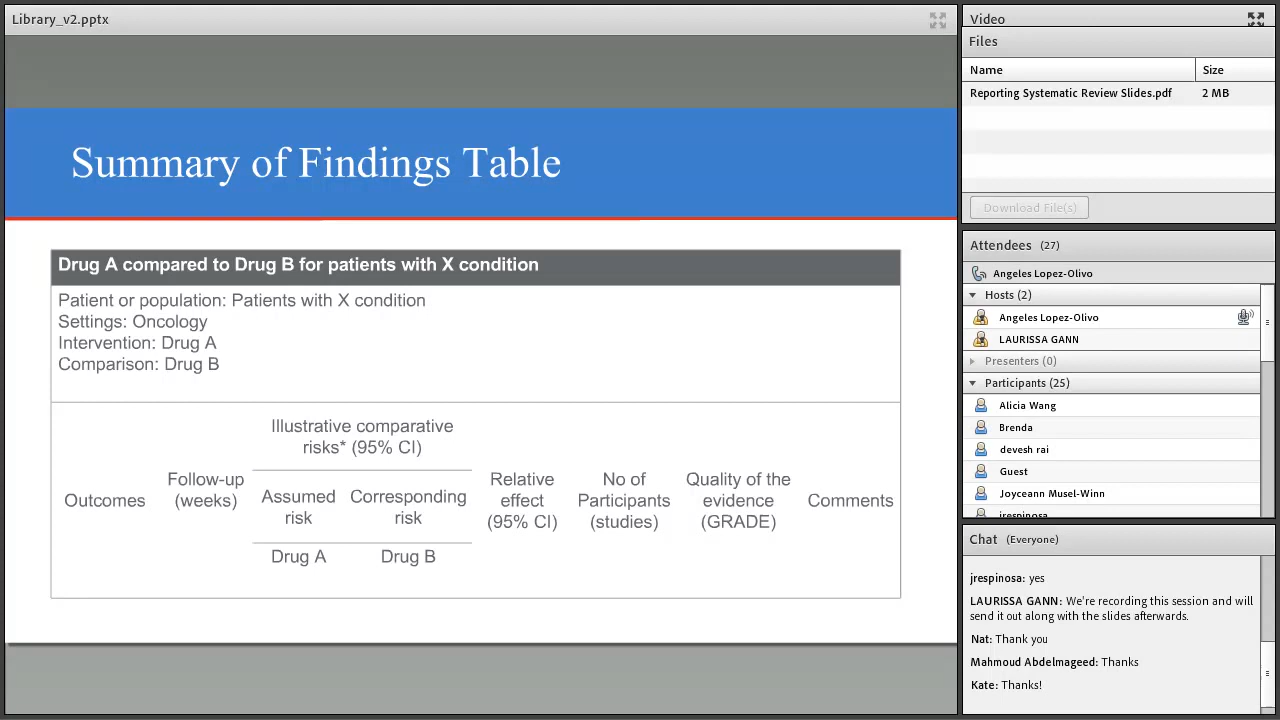 Library_v2.pptx
Summary of Findings Table
Drug A compared to Drug B for patients with X condition
Patient or population: Patients with X condition
Settings: Oncology
Intervention: Drug A
Comparison: Drug B
Outcomes
Follow-up
(weeks)
Illustrative comparative
risks* (95% CI)
Assumed
risk
Corresponding
risk
Drug A
Drug B
Relative
effect
(95% CI)
No of
Participants
(studies)
Quality of the
evidence
(GRADE)
Comments
Video
Files
Name Size
Reporting Systematic Review Slides.pdf 2 MB
Download File(s)
Attendees (27)
Angeles Lopez-Olivo
Hosts (2)
Angeles Lopez-Olivo
LAURISSA GANN
Presenters (0)
Participants (25)
Alicia Wang
Brenda
devesh rai
Guest
Joyceann Musel-Winn
jrespinosa
Chat (Everyone)
jrespinosa: yes
LAURISSA GANN: We're recording this session and will
send it out along with the slides afterwards.
Nat: Thank you
Mahmoud Abdelmageed: Thanks
Kate: Thanks!